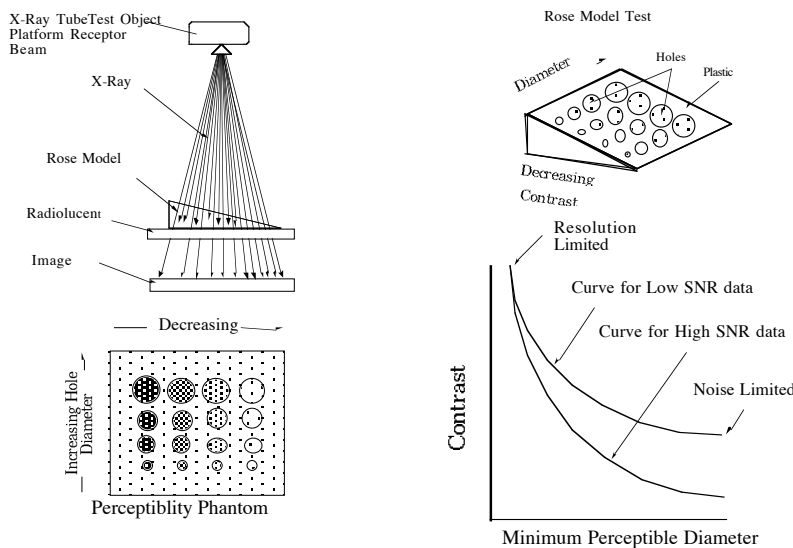 X-Ray TubeTest Object
Platform Receptor
Beam
X-Ray
Rose Model
Radiolucent
Image
Decreasing
Increasing Hole
Diameter
Perceptiblity Phantom
Rose Model Test
Diameter
Holes
Plastic
Decreasing
Contrast
Resolution
Limited
Curve for Low SNR data
Curve for High SNR data
Noise Limited
Contrast
Minimum Perceptible Diameter